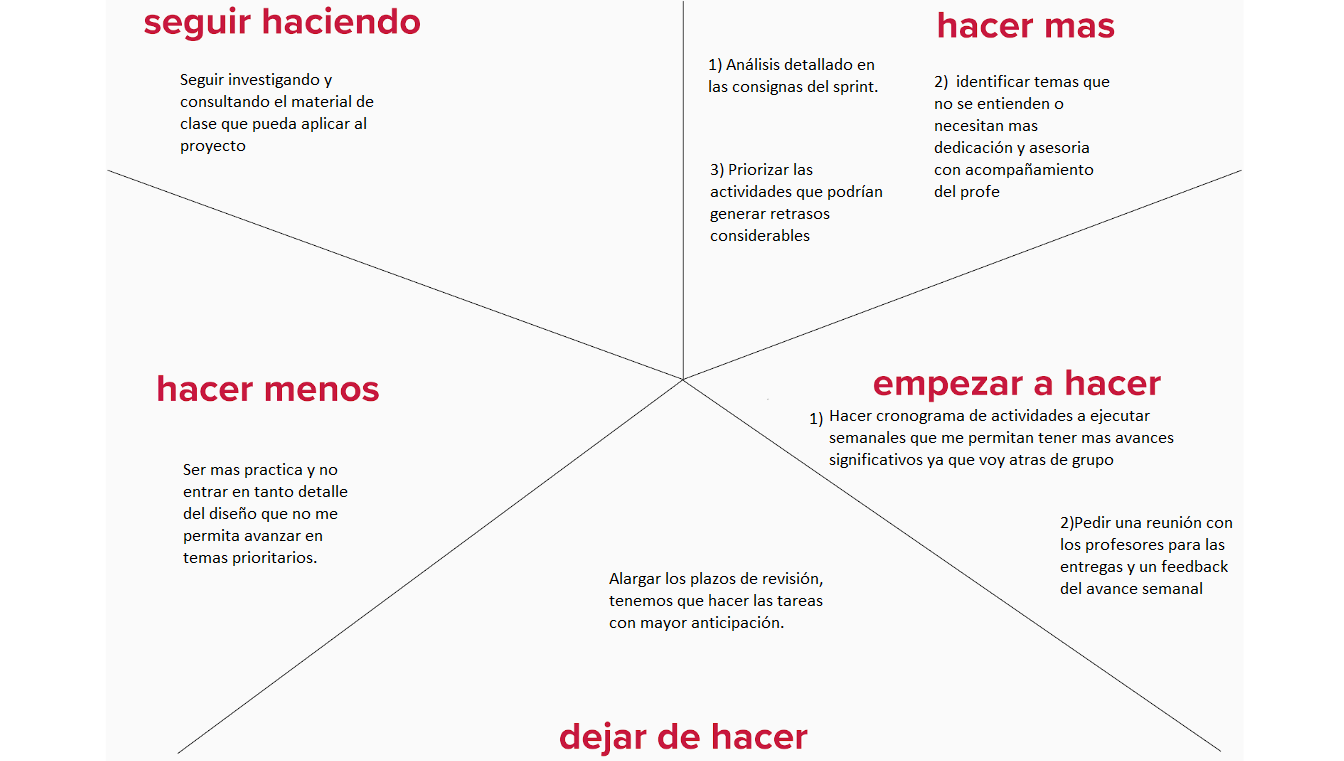 seguir haciendo
Seguir investigando y
consultando el material de
clase que pueda aplicar al
proyecto
hacer mas
1) Análisis detallado en
las consignas del sprint.
2) identificar temas que
no se entienden o
necesitan mas
dedicación y asesoria
con acompañamiento
del profe
3) Priorizar las
actividades que podrían
generar retrasos
considerables
hacer menos
Ser mas practica y no
entrar en tanto detalle
del diseño que no me
permita avanzar en
temas prioritarios.
empezar a hacer
1) Hacer cronograma de actividades a ejecutar
semanales que me permitan tener mas avances
significativos ya que voy atras de grupo
2)Pedir una reunión con
los profesores para las
entregas y un feedback
del avance semanal
Alargar los plazos de revisión,
tenemos que hacer las tareas
con mayor anticipación.
dejar de hacer